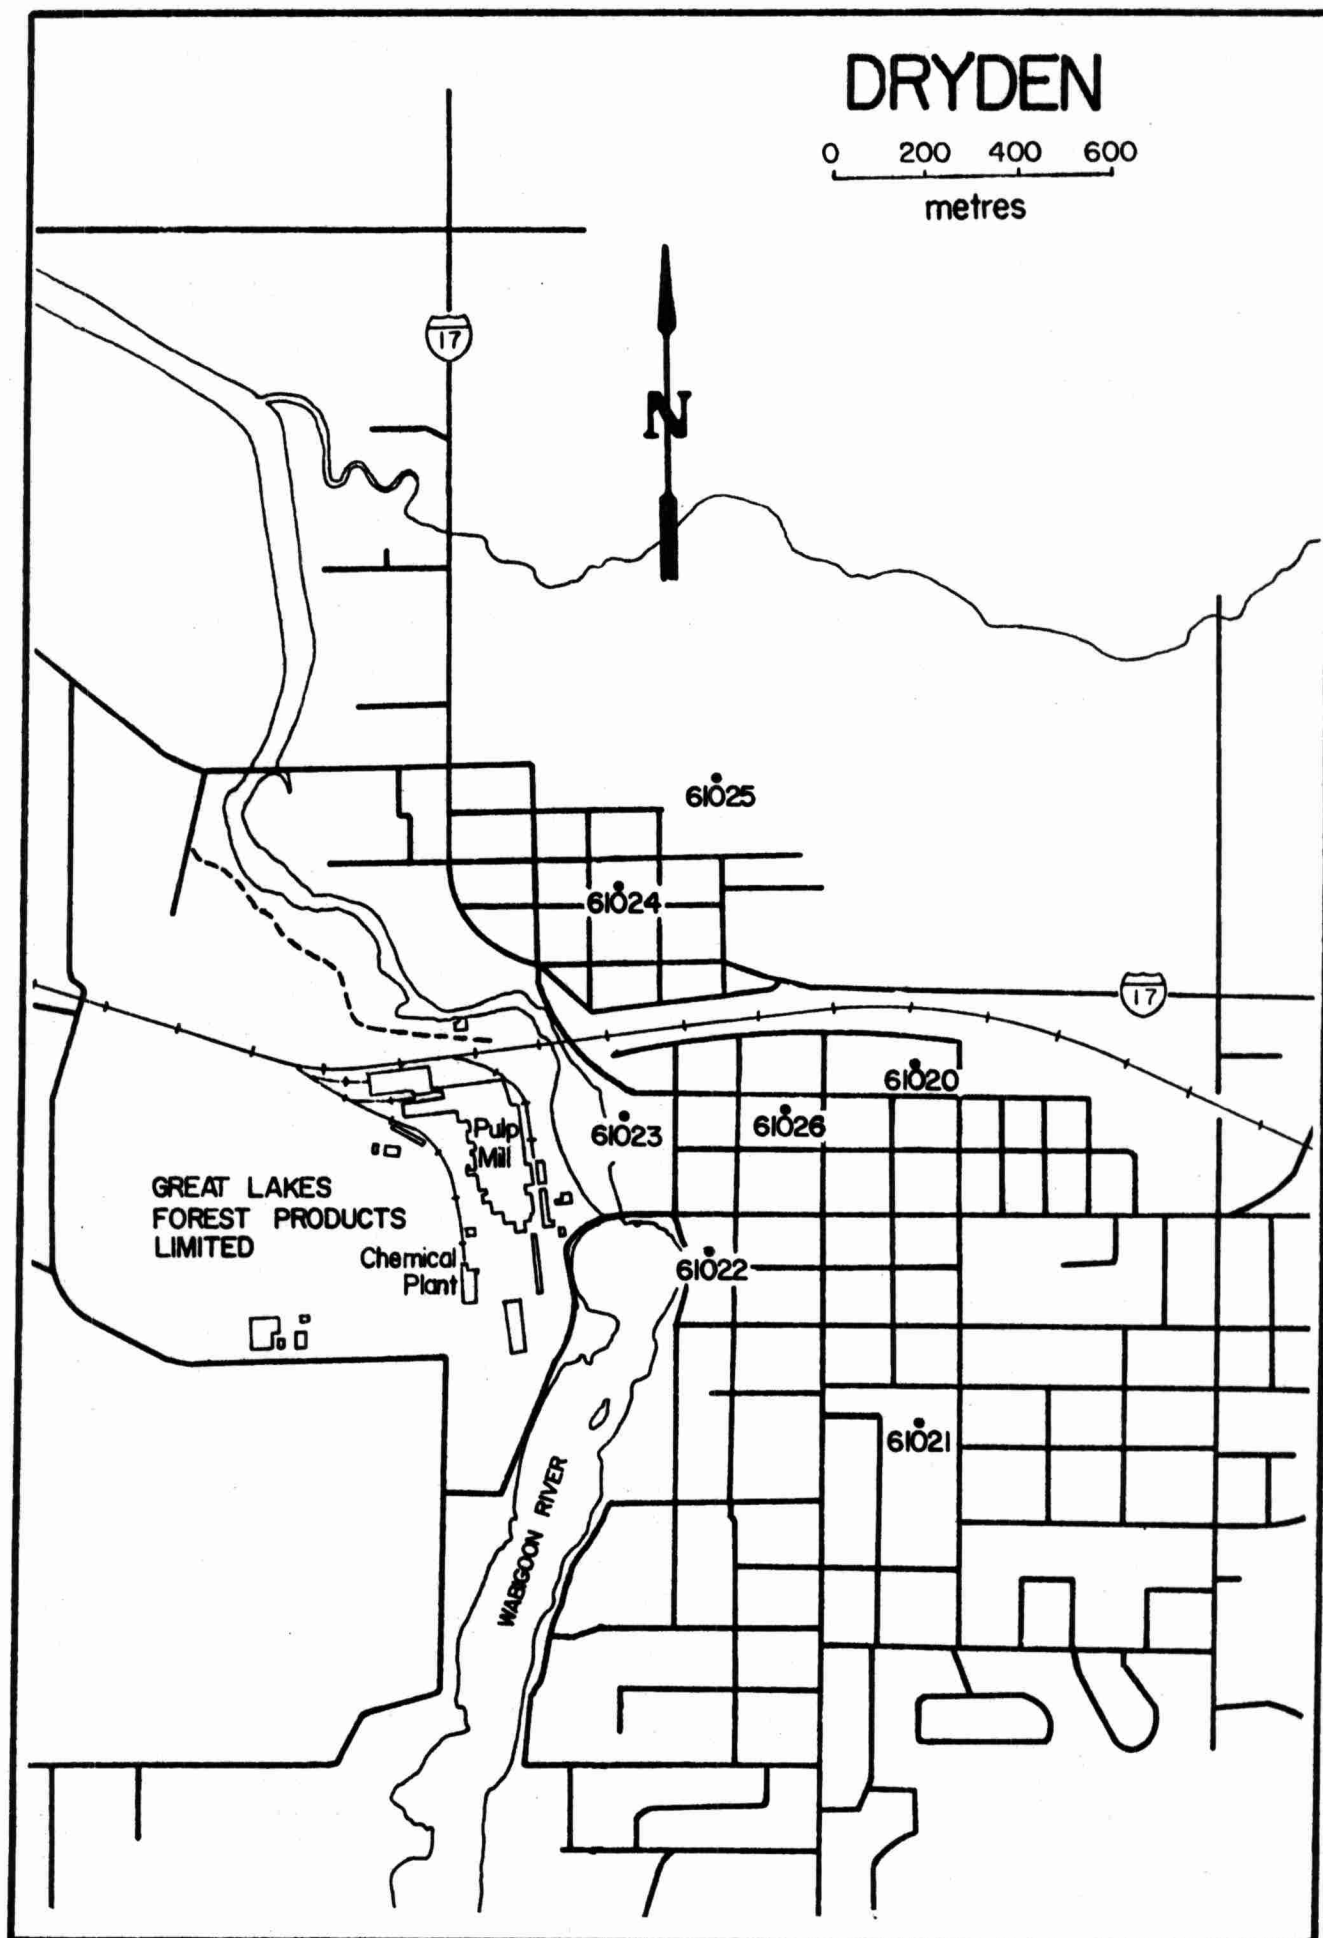 DRYDEN
0 200 400 600
metres
17
N
61025
61024
17
61020
61026
61023
Pulp
Mill
GREAT LAKES
FOREST PRODUCTS
LIMITED
Chemical
Plant
61022
61021
WABIGOON RIVER